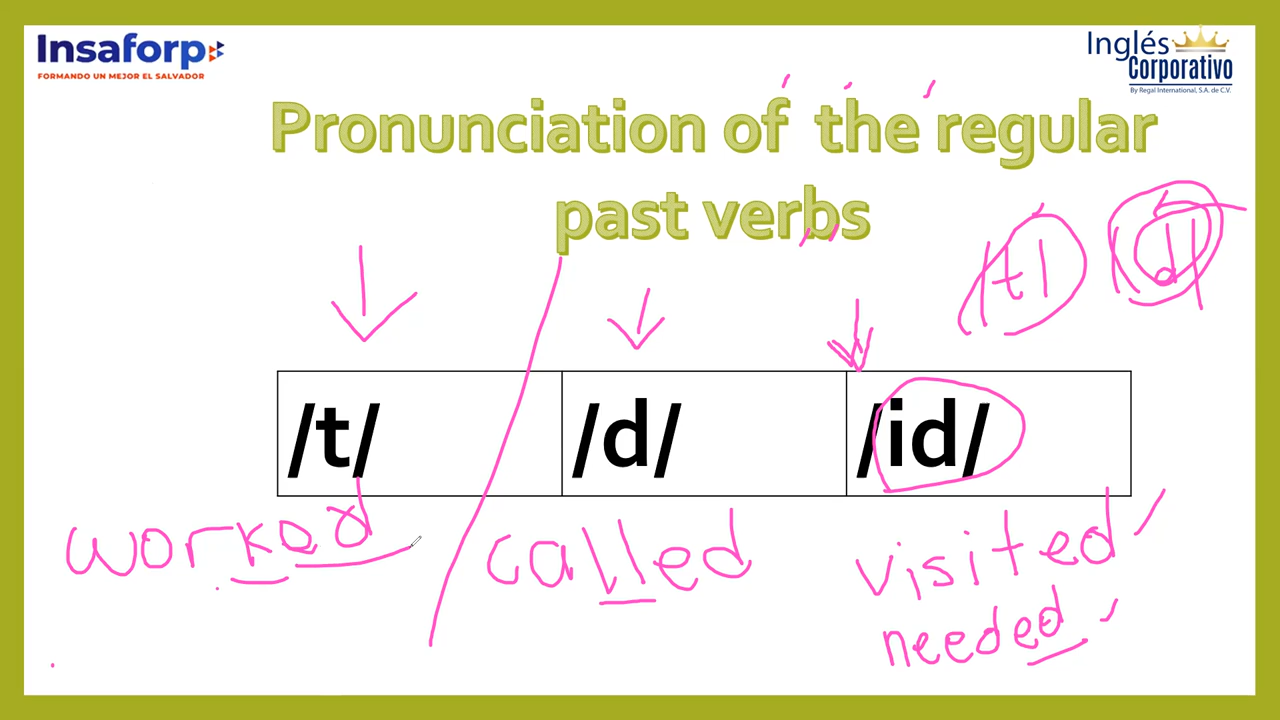 Insaforp
FORMANDO UN MEJOR EL SALVADOR
Inglés
Corporativo
By Regal International, S.A. de C.V.
Pronunciation of the regular
past verbs
/t/ /d/
/t/ /d/ /id/
worked called visited
needed